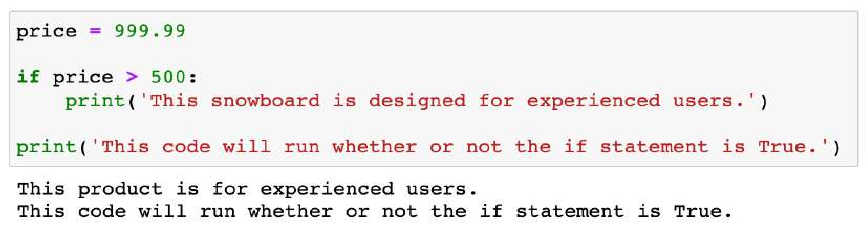 price = 999.99
if price > 500:
    print('This snowboard is designed for experienced users.')
print('This code will run whether or not the if statement is True.')
This product is for experienced users.
This code will run whether or not the if statement is True.